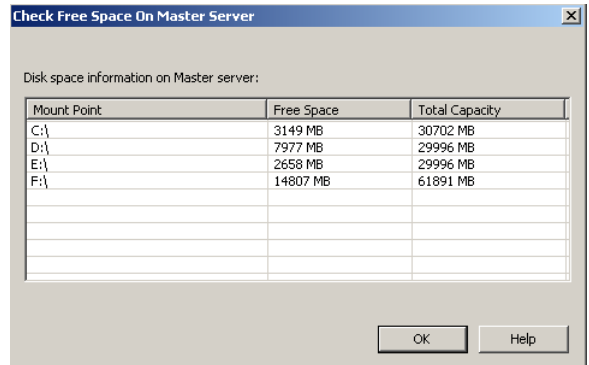 Check Free Space On Master Server
Disk space information on Master server:
Mount Point Free Space Total Capacity
C:\ 3149 MB 30702 MB
D:\ 7977 MB 29996 MB
E:\ 2658 MB 29996 MB
F:\ 14807 MB 61891 MB
OK Help